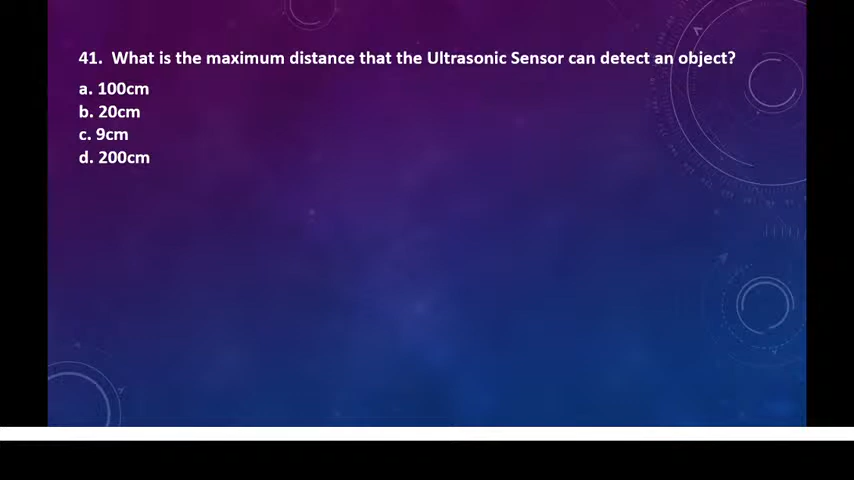 41. What is the maximum distance that the Ultrasonic Sensor can detect an object?
a. 100cm
b. 20cm
c. 9cm
d. 200cm